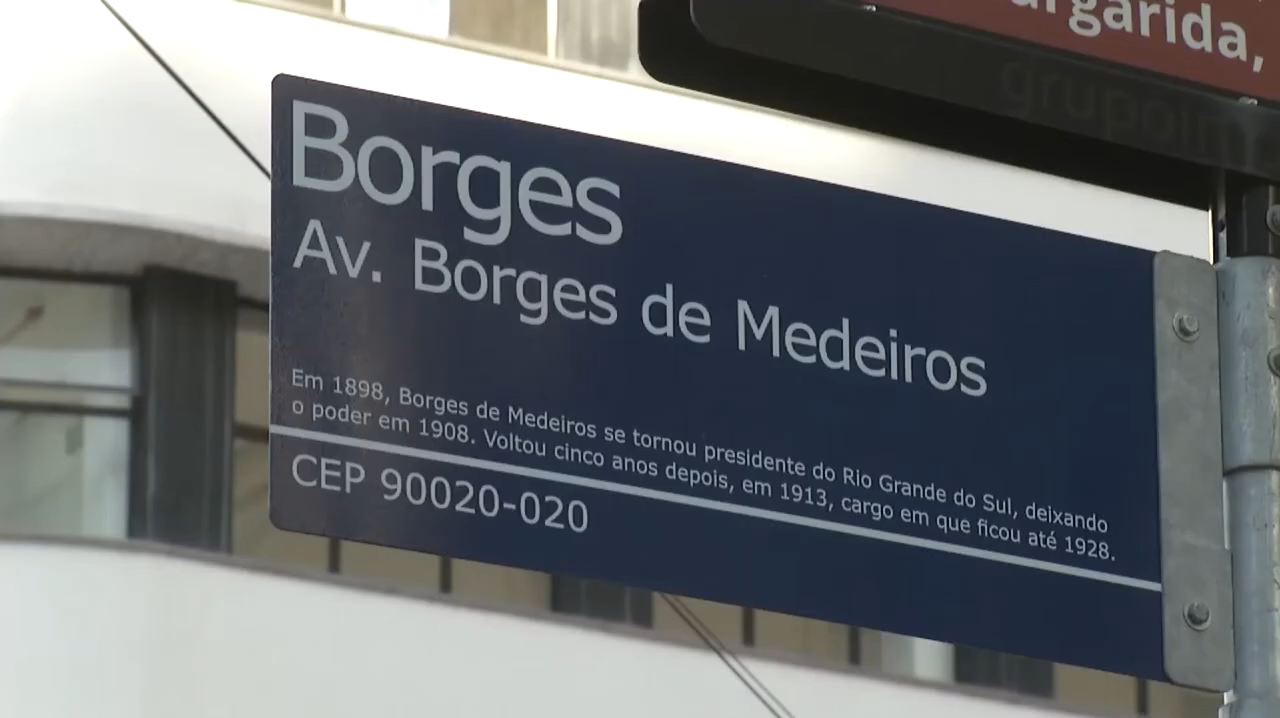 Borges
Av. Borges de Medeiros
Em 1898, Borges de Medeiros se tornou presidente do Rio Grande do Sul, deixando
o poder em 1908. Voltou cinco anos depois, em 1913, cargo em que ficou até 1928.
CEP 90020-020